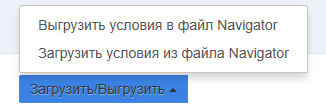 Выгрузить условия в файл Navigator
Загрузить условия из файла Navigator
Загрузить/Выгрузить